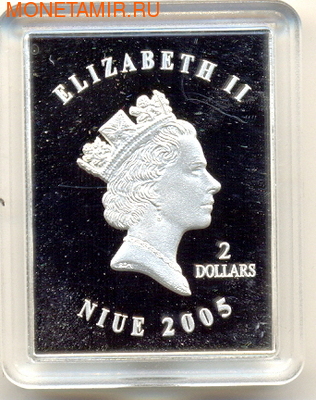 MONETAMIR.RU
ELIZABETH II
2
DOLLARS
NIUE 2005